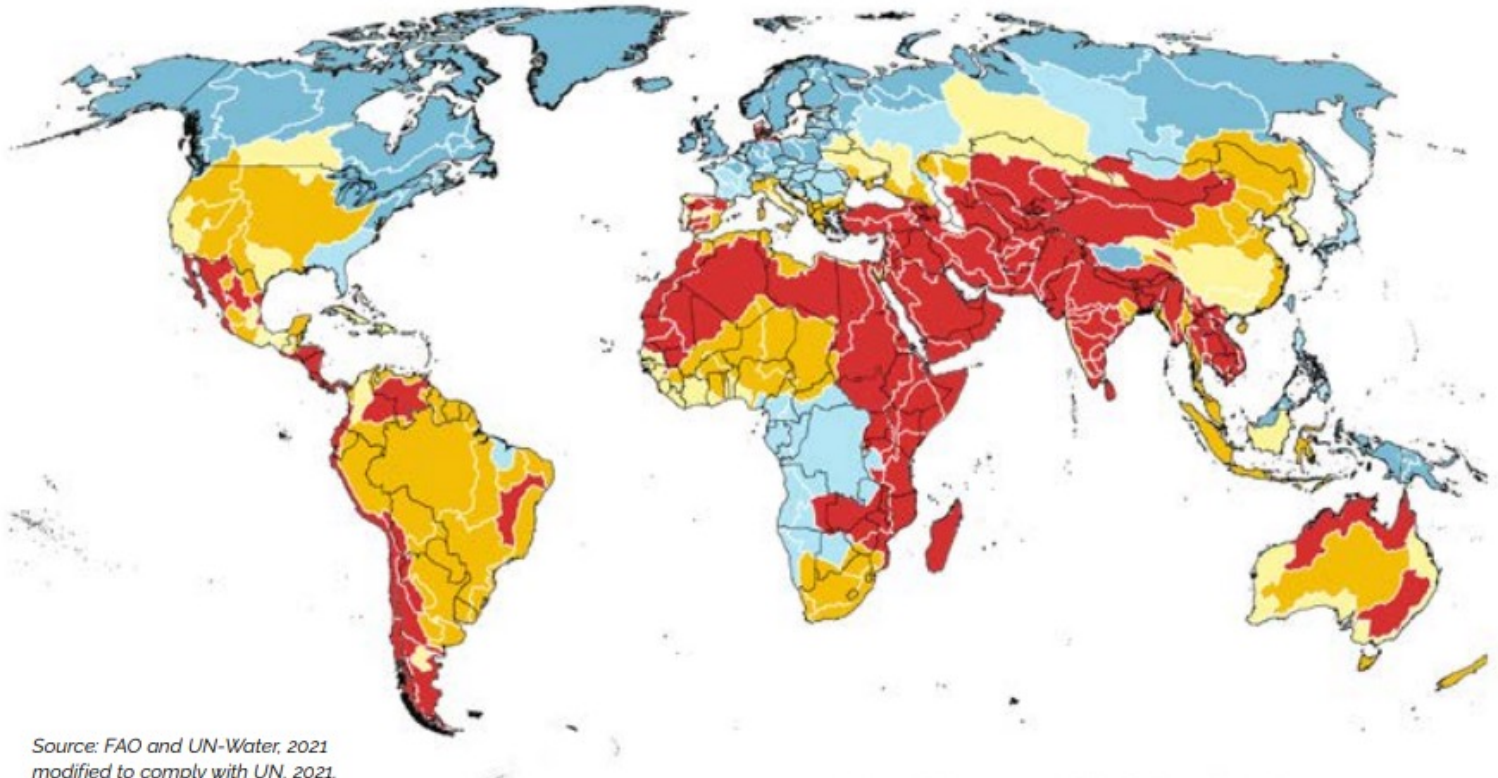 Source: FAO and UN-Water, 2021
modified to comply with UN, 2021.